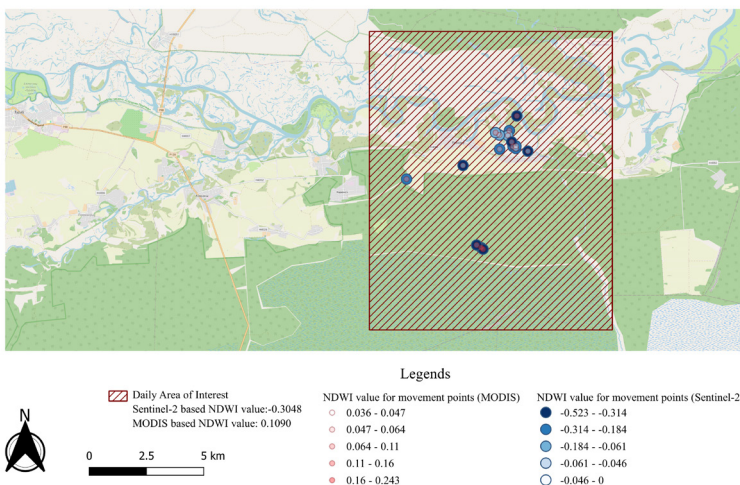 Legends
Daily Area of Interest
Sentinel-2 based NDWI value:-0.3048
MODIS based NDWI value: 0.1090
NDWI value for movement points (MODIS)
0.036 - 0.047
0.047 - 0.064
0.064 - 0.11
0.11 - 0.16
0.16 - 0.243
NDWI value for movement points (Sentinel-2
-0.523 - -0.314
-0.314 - -0.184
-0.184 - -0.061
-0.061 - -0.046
-0.046 - 0
N
0 2.5 5 km